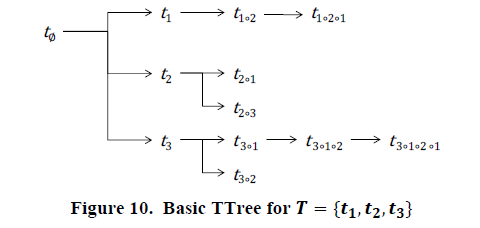 t₁ t₁∘₂ t₁∘₂∘₁
t∅
t₂ t₂∘₁
t₂∘₃
t₃ t₃∘₁ t₃∘₁∘₂ t₃∘₁∘₂∘₁
t₃∘₂
Figure 10. Basic TTree for T = {t₁, t₂, t₃}